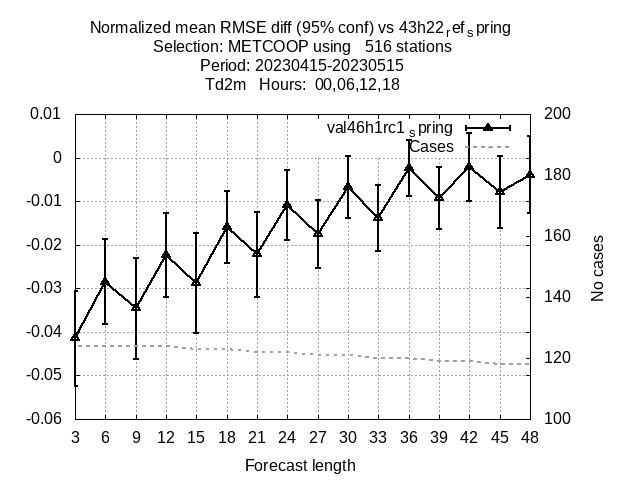 Normalized mean RMSE diff (95% conf) vs 43h22ref spring
Selection: METCOOP using 516 stations
Period: 20230415-20230515
Td2m Hours: 00,06,12,18
0.01 200
val46h1rc1spring
Cases
0
180
-0.01
-0.02
160
-0.03
140
-0.04
120
-0.05
-0.06 100
No cases
3 6 9 12 15 18 21 24 27 30 33 36 39 42 45 48
Forecast length